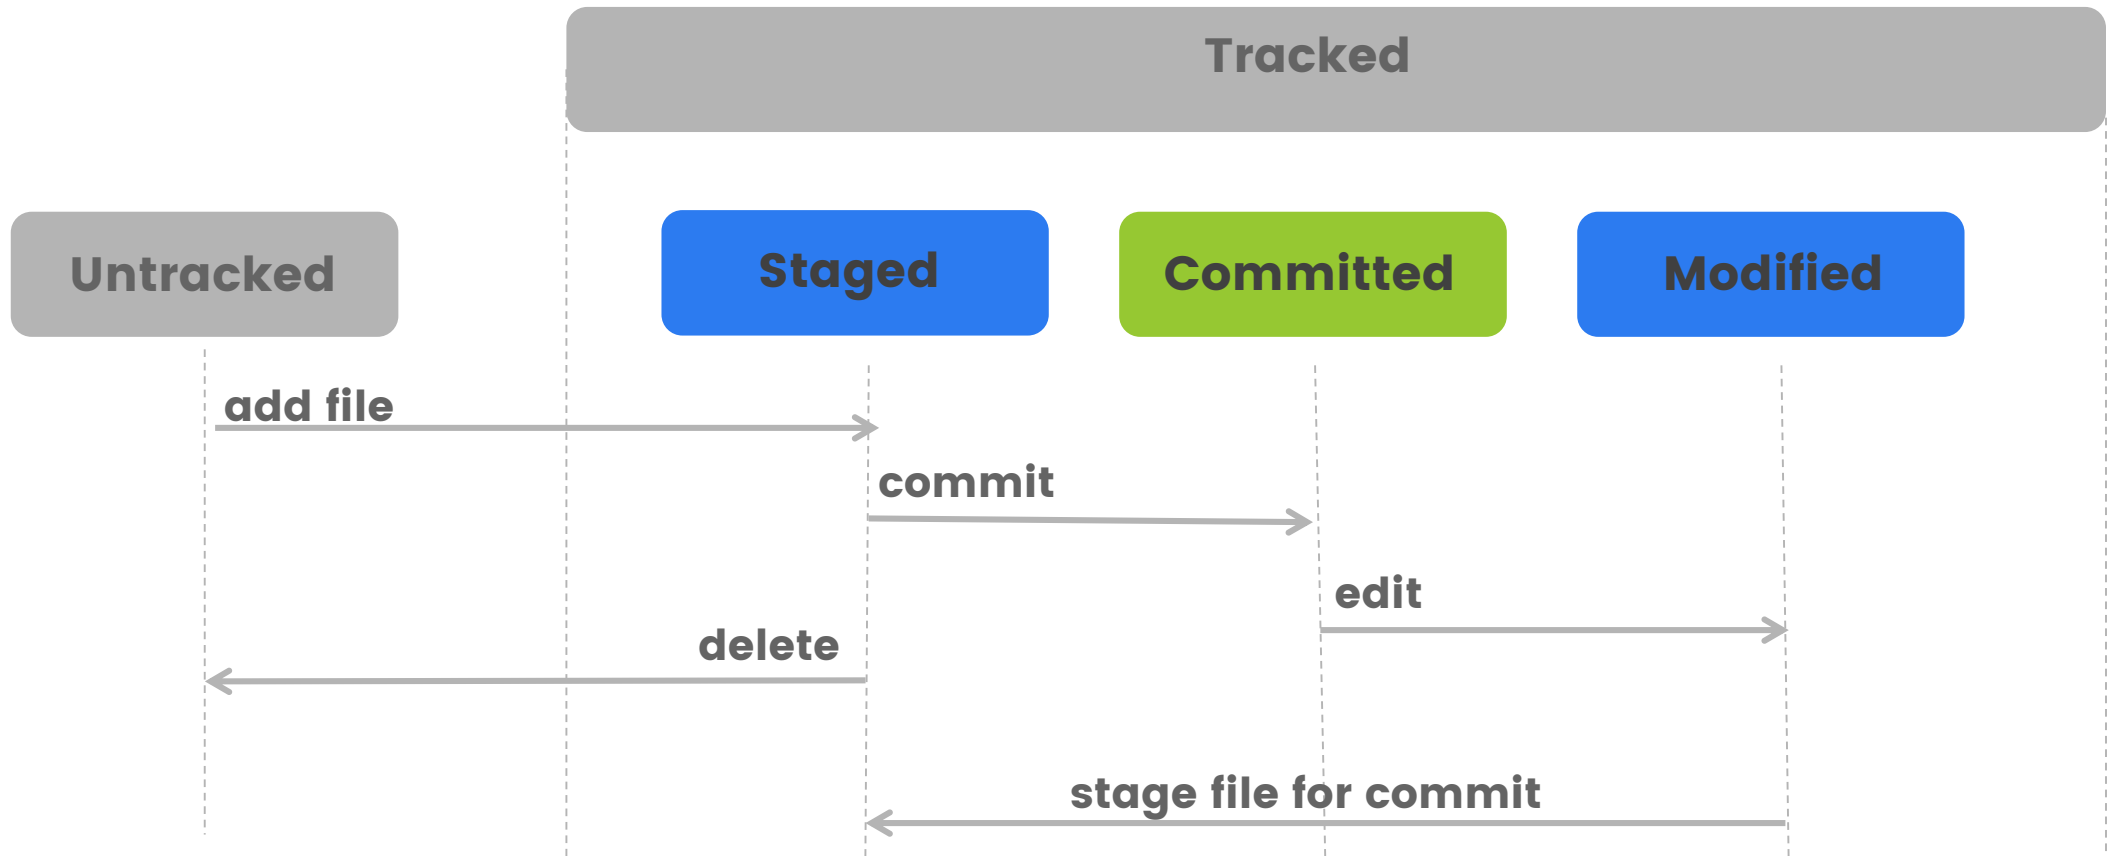 Tracked
Untracked
Staged
Committed
Modified
add file
commit
edit
delete
stage file for commit